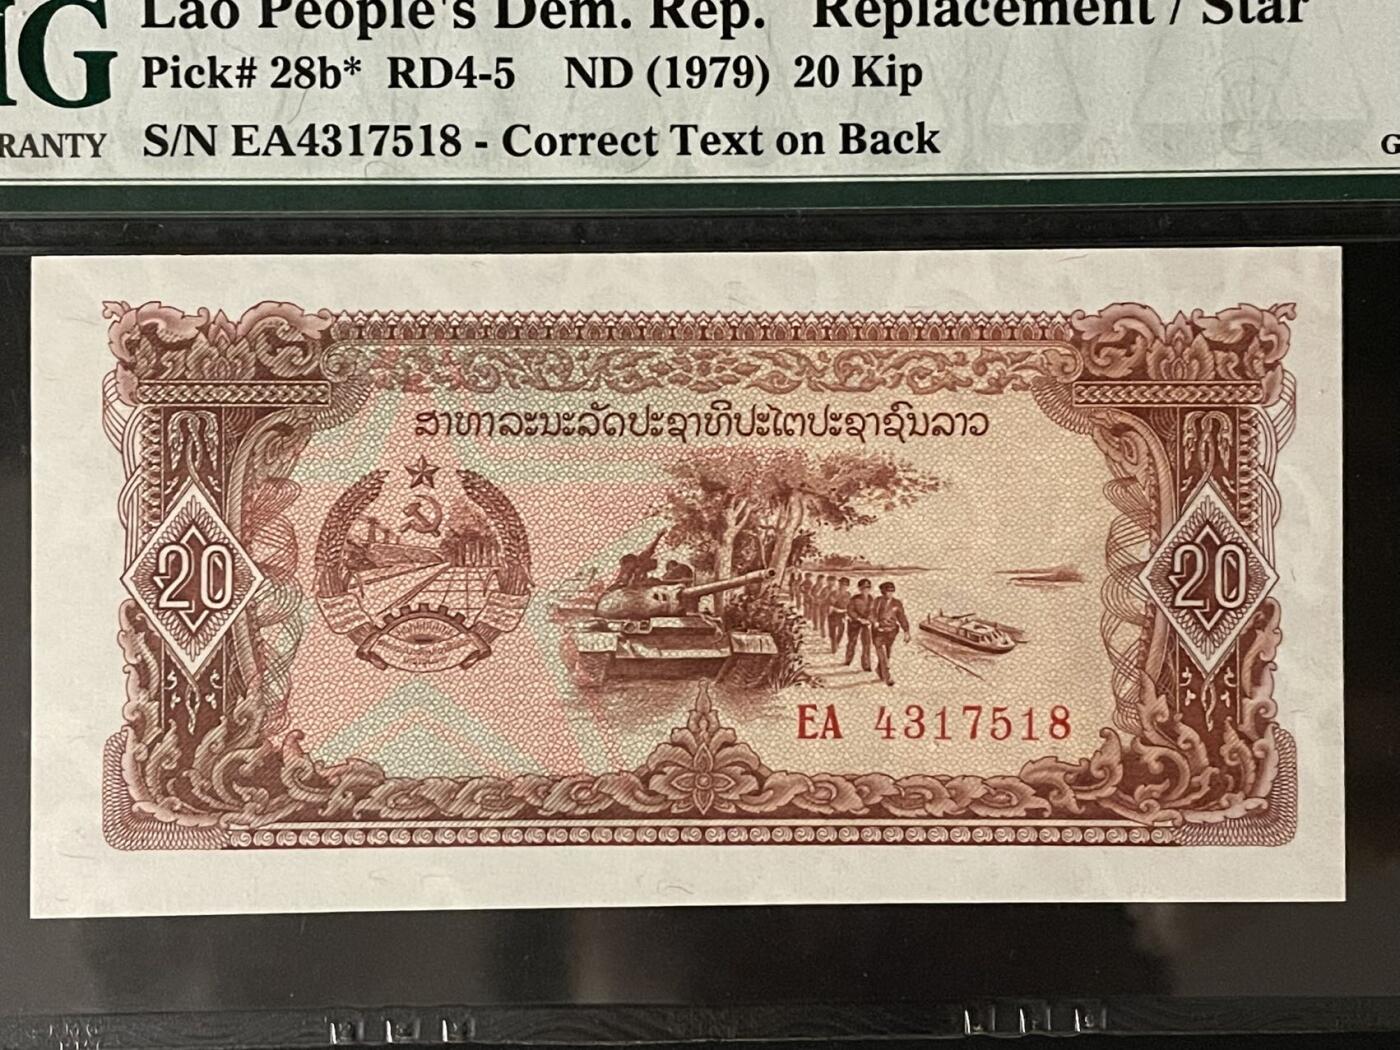 Lao People's Dem. Rep. Replacement / Star
MG Pick# 28b* RD4-5 ND (1979) 20 Kip
RANTY S/N EA4317518 - Correct Text on Back G
ສາທາລະນະລັດປະຊາທິປະໄຕປະຊາຊົນລາວ
20 20
EA 4317518